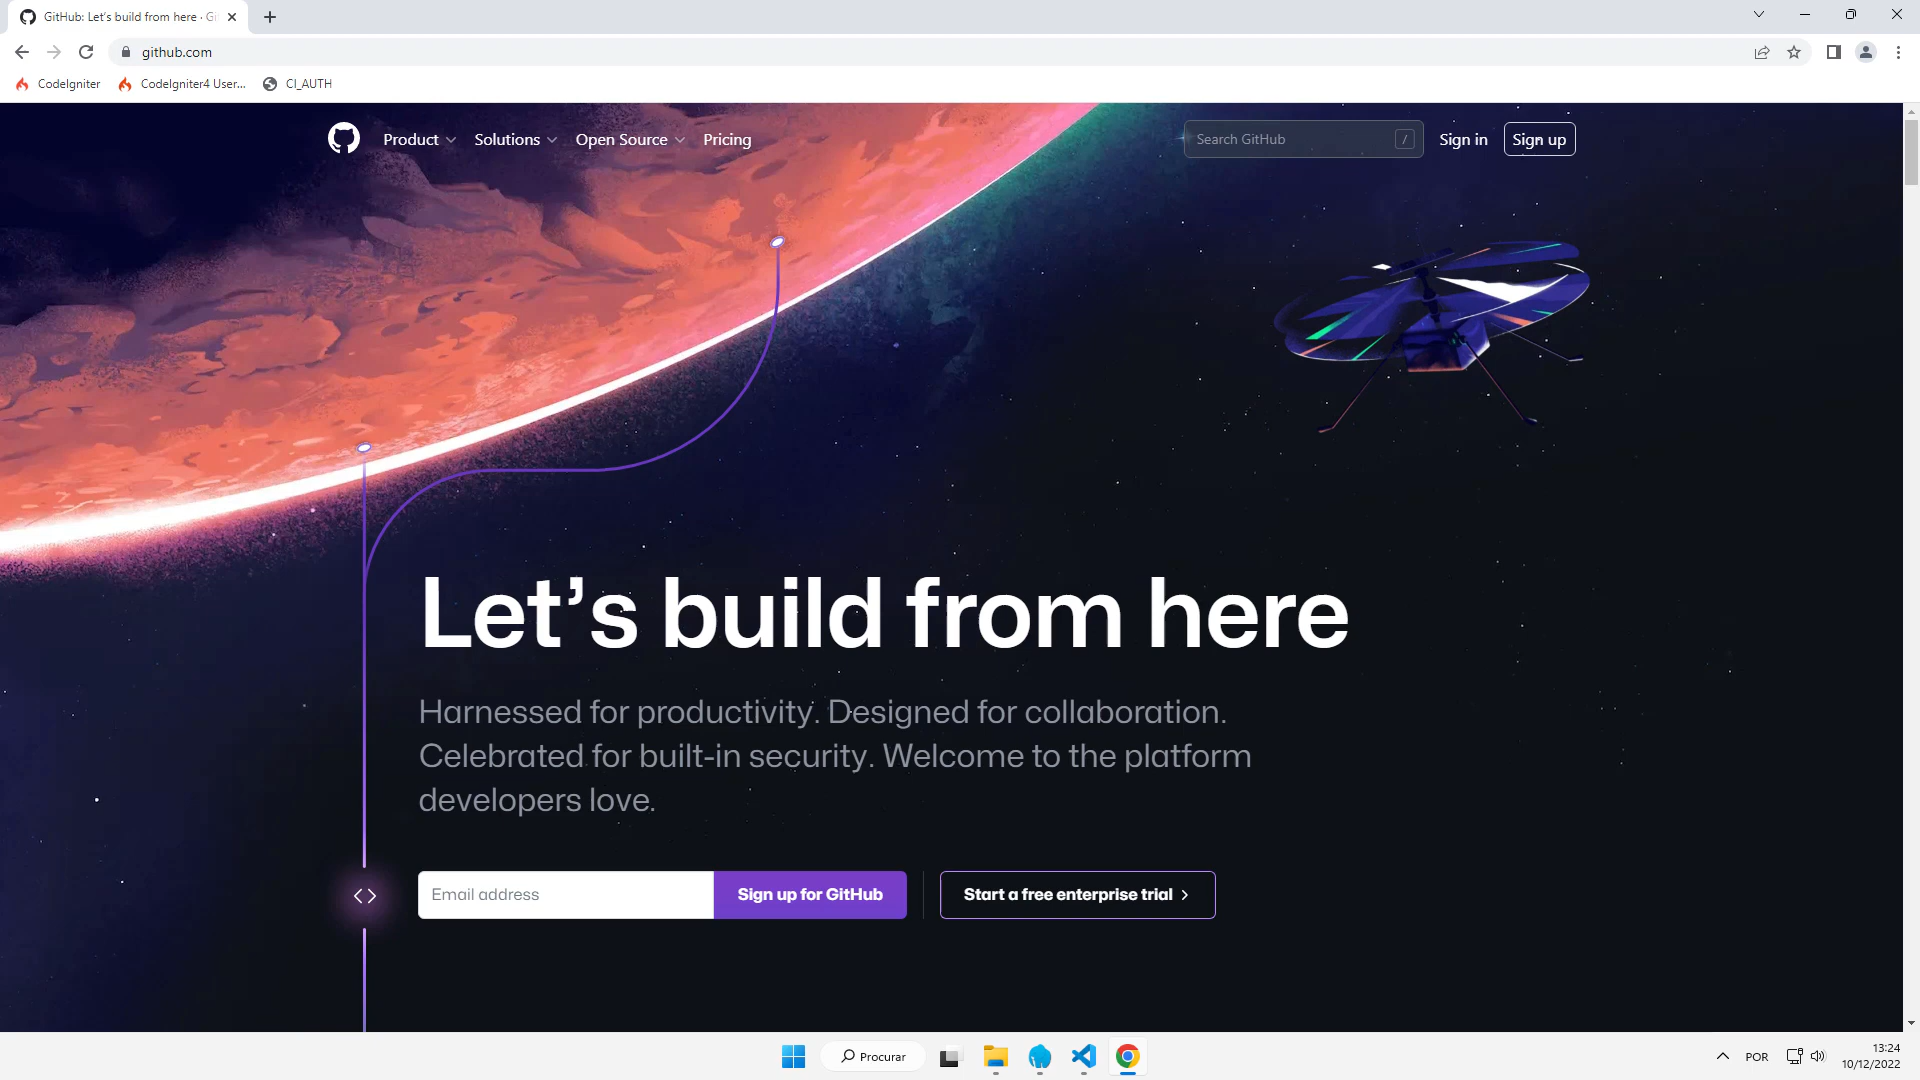 GitHub: Let's build from here · Gi
github.com
CodeIgniter
CodeIgniter4 User...
CI_AUTH
Product
Solutions
Open Source
Pricing
Search GitHub
/
Sign in
Sign up
Let’s build from here
Harnessed for productivity. Designed for collaboration.
Celebrated for built-in security. Welcome to the platform
developers love.
Email address
Sign up for GitHub
Start a free enterprise trial
Procurar
POR
13:24
10/12/2022